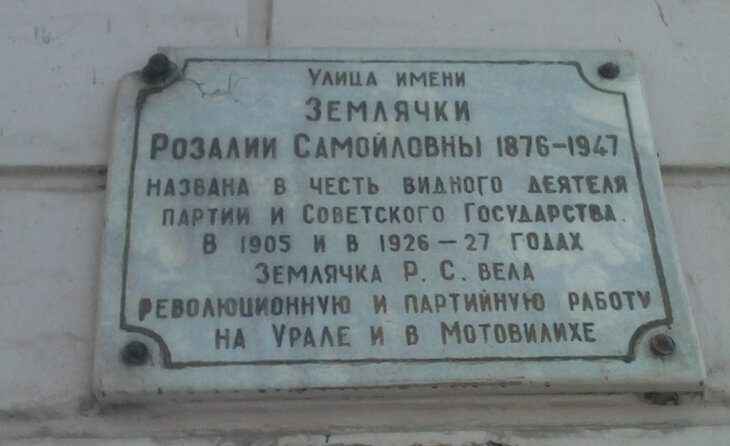 Улица имени
Землячки
Розалии Самойловны 1876-1947
названа в честь видного деятеля
партии и Советского Государства.
В 1905 и в 1926-27 годах
Землячка Р. С. вела
революционную и партийную работу
на Урале и в Мотовилихе